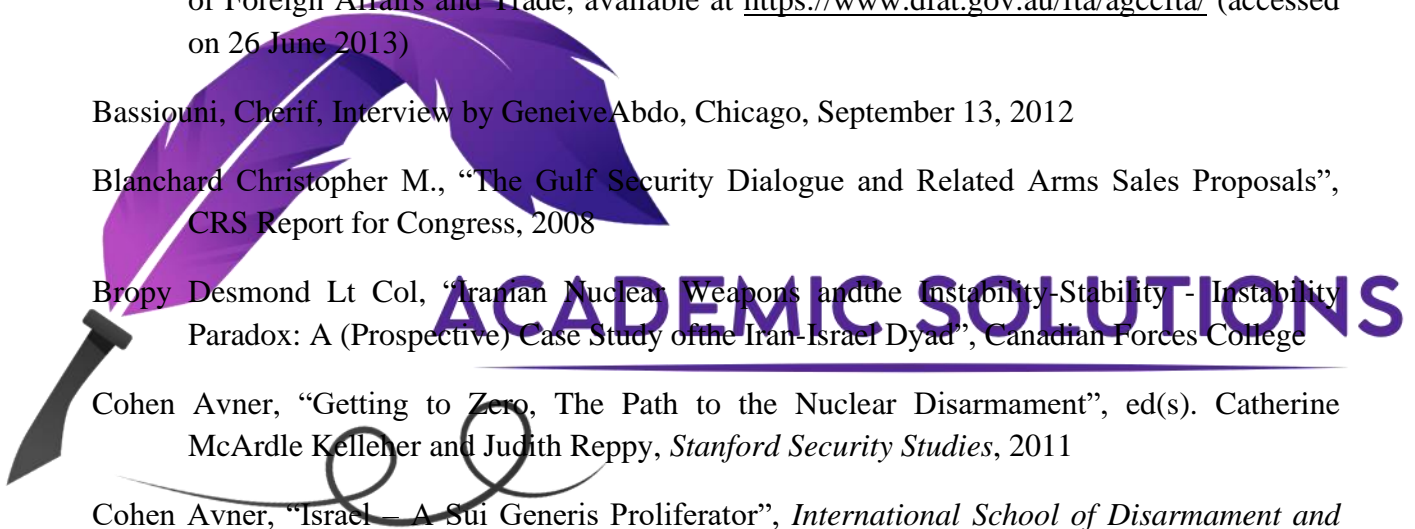 of Foreign Affairs and Trade, available at https://www.dfat.gov.au/fta/agccfta/ (accessed
on 26 June 2013)
Bassiouni, Cherif, Interview by GeneiveAbdo, Chicago, September 13, 2012
Blanchard Christopher M., “The Gulf Security Dialogue and Related Arms Sales Proposals”,
CRS Report for Congress, 2008
Bropy Desmond Lt Col, “Iranian Nuclear Weapons andthe Instability-Stability - Instability
ACADEMIC SOLUTIONS
Paradox: A (Prospective) Case Study ofthe Iran-Israel Dyad”, Canadian Forces College
Cohen Avner, “Getting to Zero, The Path to the Nuclear Disarmament”, ed(s). Catherine
McArdle Kelleher and Judith Reppy, Stanford Security Studies, 2011
Cohen Avner, “Israel – A Sui Generis Proliferator”, International School of Disarmament and